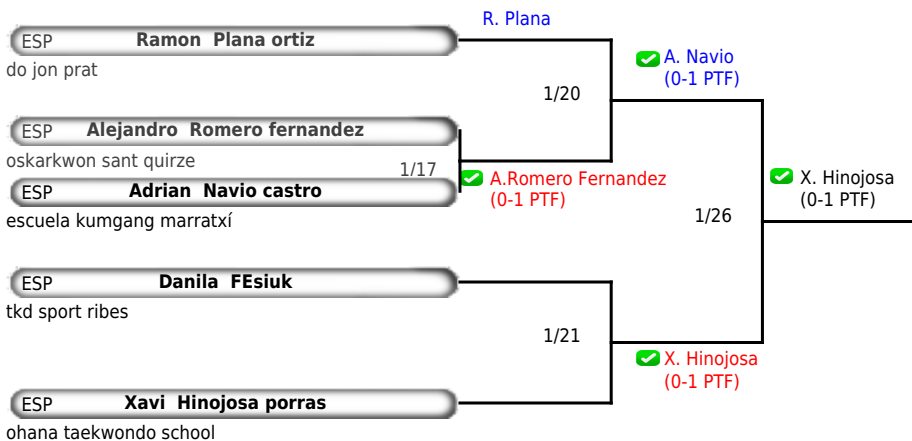 R. Plana
ESP Ramon Plana ortiz
do jon prat
A. Navio
(0-1 PTF)
1/20
ESP Alejandro Romero fernandez
oskarkwon sant quirze
1/17
A.Romero Fernandez
(0-1 PTF)
ESP Adrian Navio castro
escuela kumgang marratxí
X. Hinojosa
(0-1 PTF)
1/26
ESP Danila FEsiuk
tkd sport ribes
1/21
X. Hinojosa
(0-1 PTF)
ESP Xavi Hinojosa porras
ohana taekwondo school